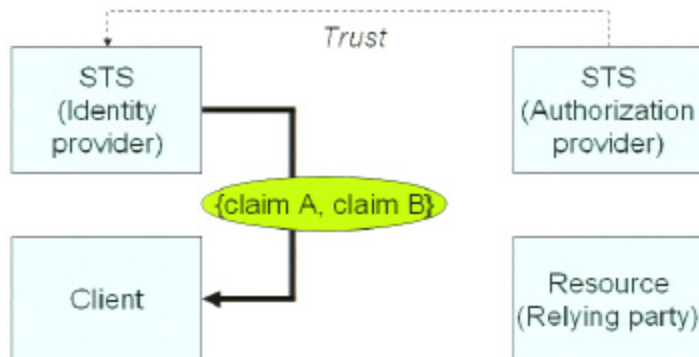 Trust
STS
(Identity
provider)
STS
(Authorization
provider)
{claim A, claim B}
Client
Resource
(Relying party)